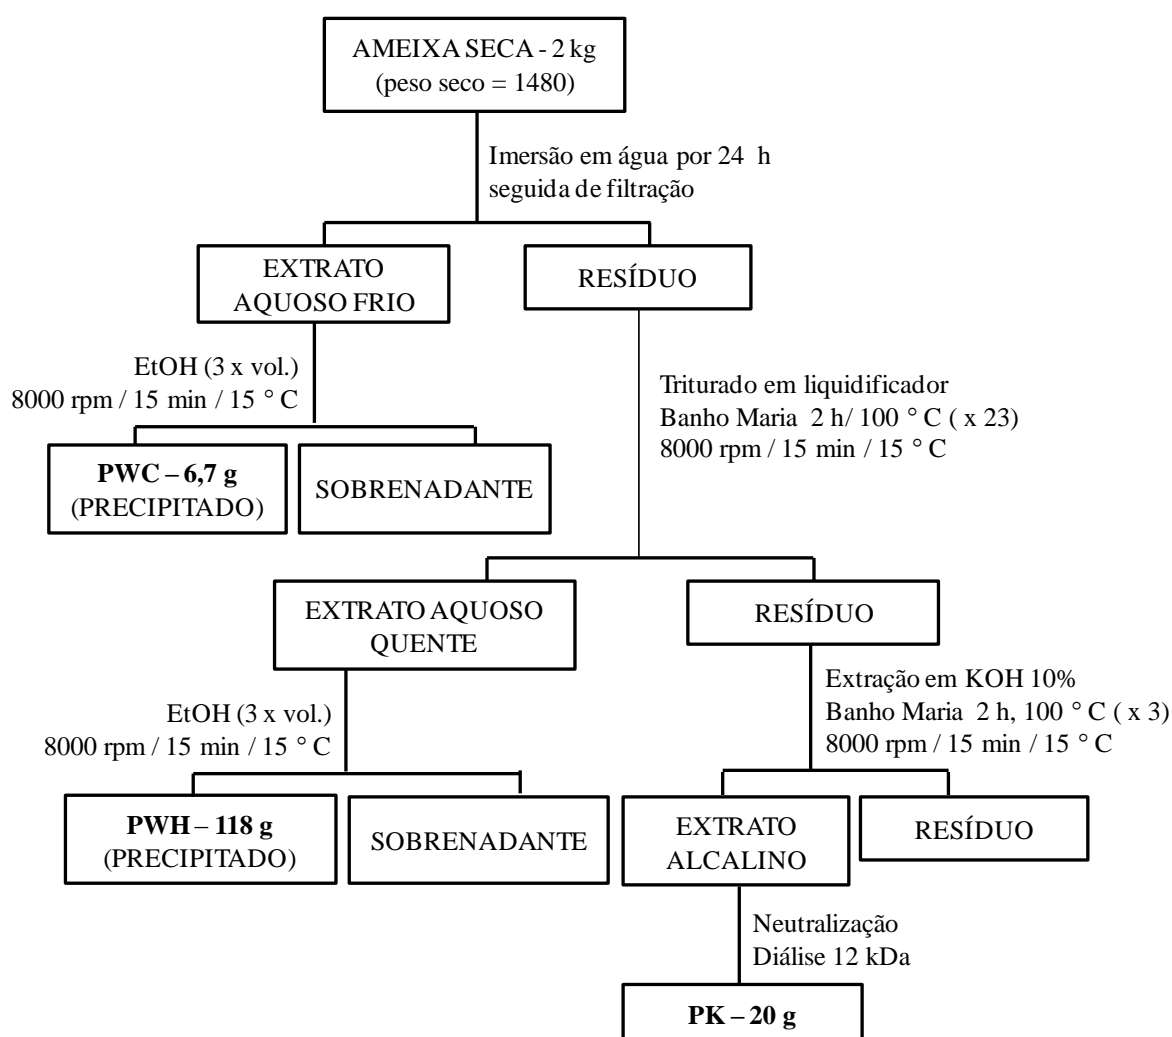 AMEIXA SECA - 2 kg
(peso seco = 1480)
Imersão em água por 24 h
seguida de filtração
EXTRATO
AQUOSO FRIO
RESÍDUO
EtOH (3 x vol.)
8000 rpm / 15 min / 15 ° C
Triturado em liquidificador
Banho Maria 2 h/ 100 ° C ( x 23)
8000 rpm / 15 min / 15 ° C
PWC – 6,7 g
(PRECIPITADO)
SOBRENADANTE
EXTRATO AQUOSO
QUENTE
RESÍDUO
EtOH (3 x vol.)
8000 rpm / 15 min / 15 ° C
Extração em KOH 10%
Banho Maria 2 h, 100 ° C ( x 3)
8000 rpm / 15 min / 15 ° C
PWH – 118 g
(PRECIPITADO)
SOBRENADANTE
EXTRATO
ALCALINO
RESÍDUO
Neutralização
Diálise 12 kDa
PK – 20 g